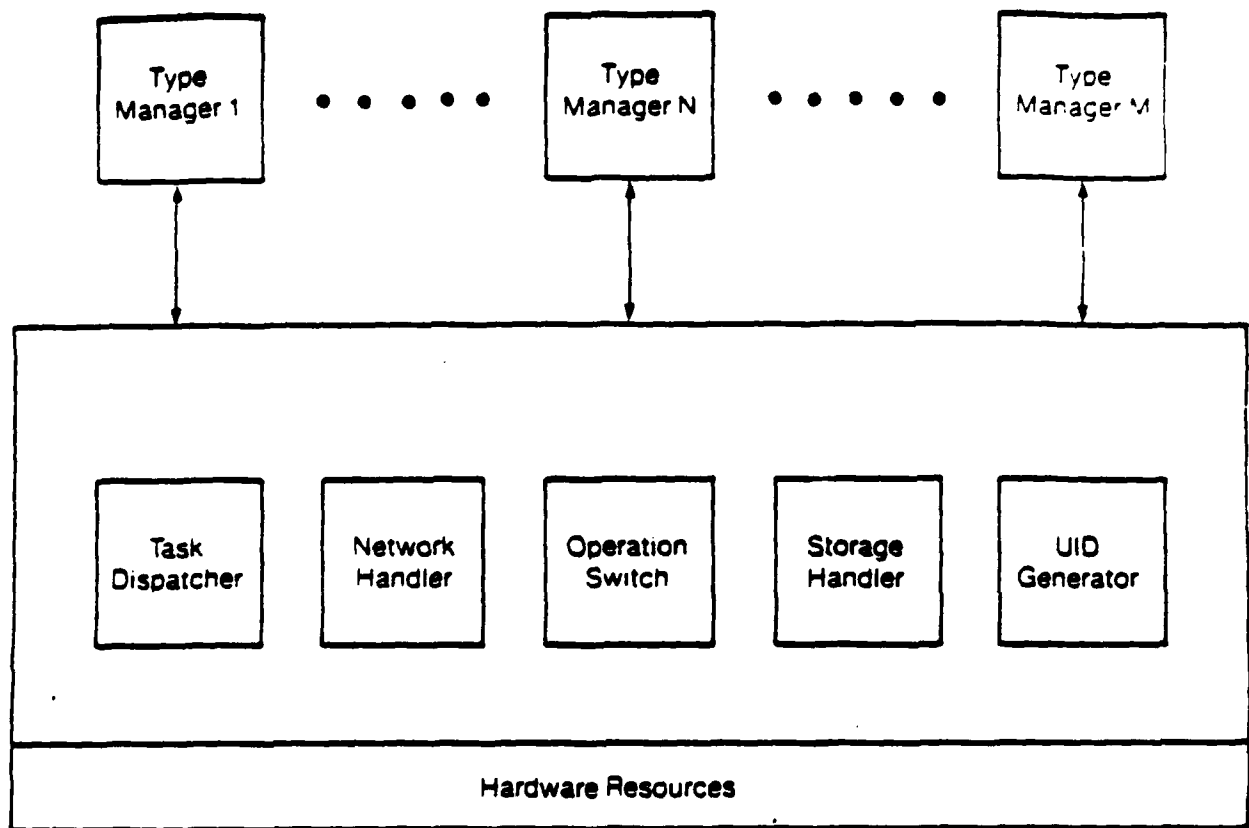 Type
Manager 1
Type
Manager N
Type
Manager M
Task
Dispatcher
Network
Handler
Operation
Switch
Storage
Handler
UID
Generator
Hardware Resources